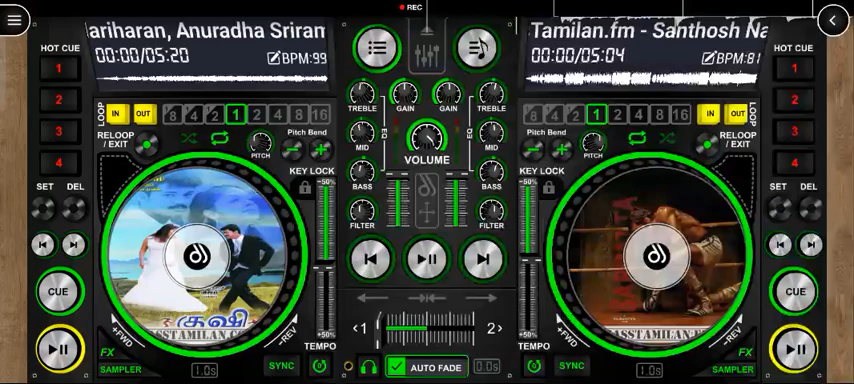 REC
ariharan, Anuradha Sriran
00:00/05:20
BPM:99
Tamilan.fm - Santhosh Na
00:00/05:04
BPM:81
HOT CUE
1
2
3
4
SET DEL
CUE
LOOP
IN OUT
RELOOP / EXIT
8 4 2 1 2 4 8 16
PITCH
Pitch Bend
KEY LOCK
-50%
+50%
TEMPO
+FWD
-REV
FX
SAMPLER
1.0s
SYNC
குஷி
TREBLE
GAIN
GAIN
TREBLE
EQ
EQ
MID
VOLUME
MID
BASS
BASS
FILTER
FILTER
1
2
AUTO FADE
0.0s
8 4 2 1 2 4 8 16
IN OUT
LOOP
Pitch Bend
PITCH
RELOOP / EXIT
KEY LOCK
-50%
+50%
TEMPO
MASSTAMILAN
+FWD
-REV
SYNC
1.0s
FX
SAMPLER
HOT CUE
1
2
3
4
SET DEL
CUE